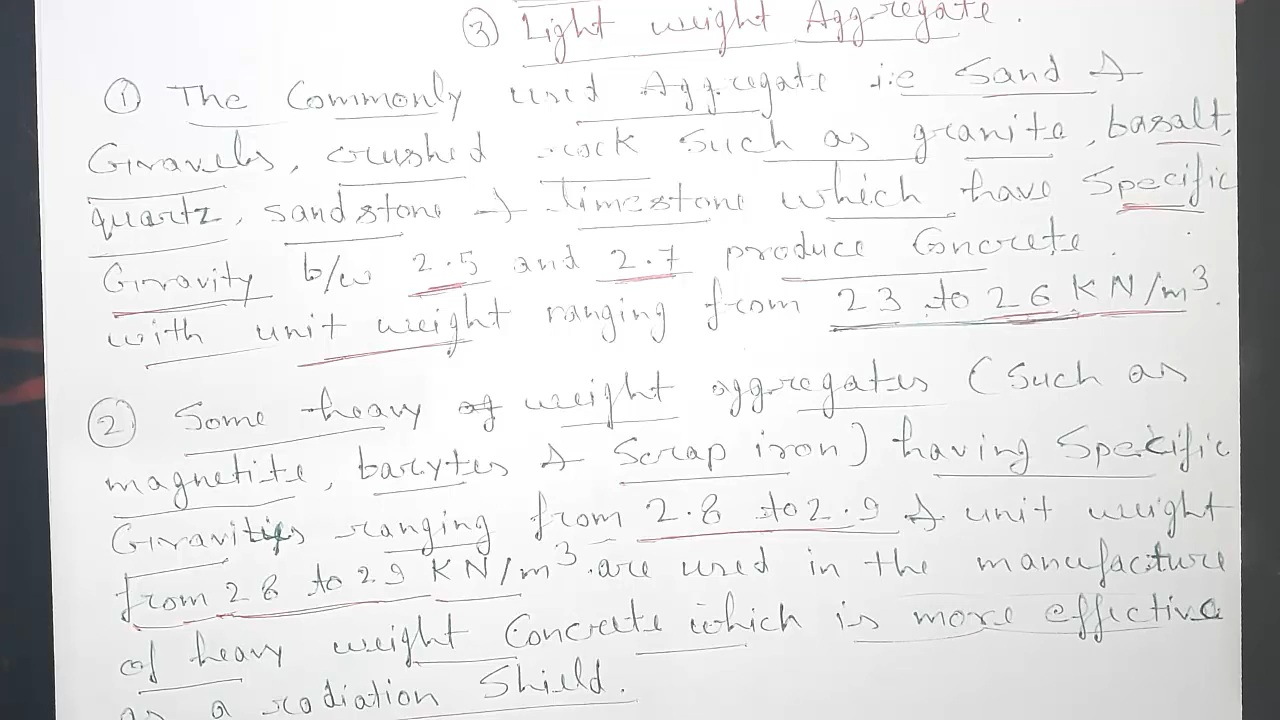 ③ Light weight Aggregate.
① The Commonly used Aggregate i.e Sand &
Gravels, crushed rock such as granite, basalt,
quartz, sandstone & limestone which have Specific
Gravity b/w 2.5 and 2.7 produce Concrete.
with unit weight ranging from 23 to 26 KN/m³.
② Some heavy weight aggregates (Such as
magnetite, barytes & Scrap iron) having Specific
Gravities ranging from 2.8 to 2.9 & unit weight
from 28 to 29 KN/m³ are used in the manufacture
of heavy weight Concrete which is more effective
as a radiation Shield.